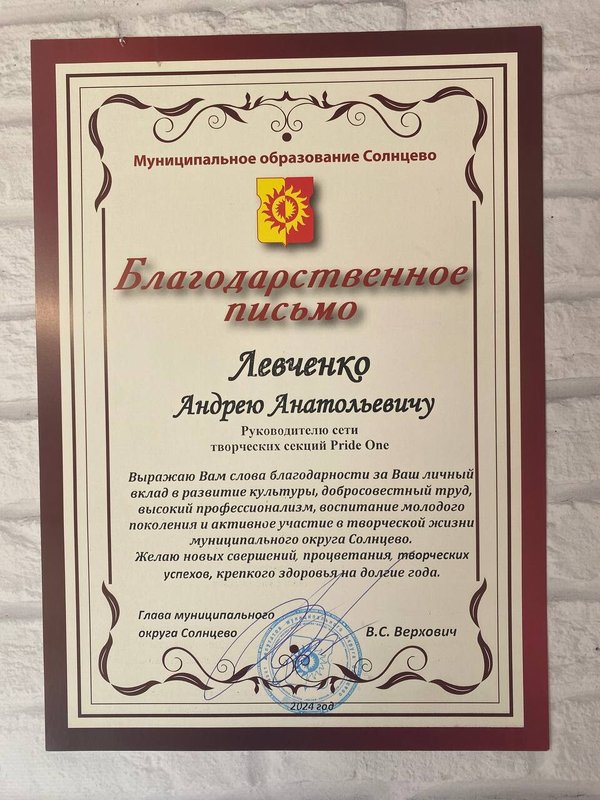 Муниципальное образование Солнцево
Благодарственное
письмо
Левченко
Андрею Анатольевичу
Руководителю сети
творческих секций Pride One
Выражаю Вам слова благодарности за Ваш личный
вклад в развитие культуры, добросовестный труд,
высокий профессионализм, воспитание молодого
поколения и активное участие в творческой жизни
муниципального округа Солнцево.
Желаю новых свершений, процветания, творческих
успехов, крепкого здоровья на долгие года.
Глава муниципального
округа Солнцево
В.С. Верхович
2024 год